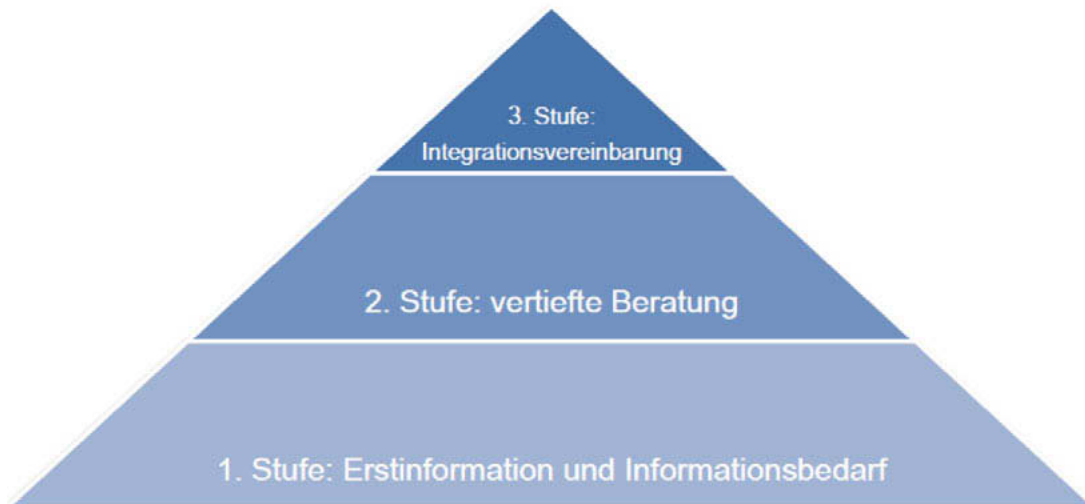 3. Stufe:
Integrationsvereinbarung
2. Stufe: vertiefte Beratung
1. Stufe: Erstinformation und Informationsbedarf